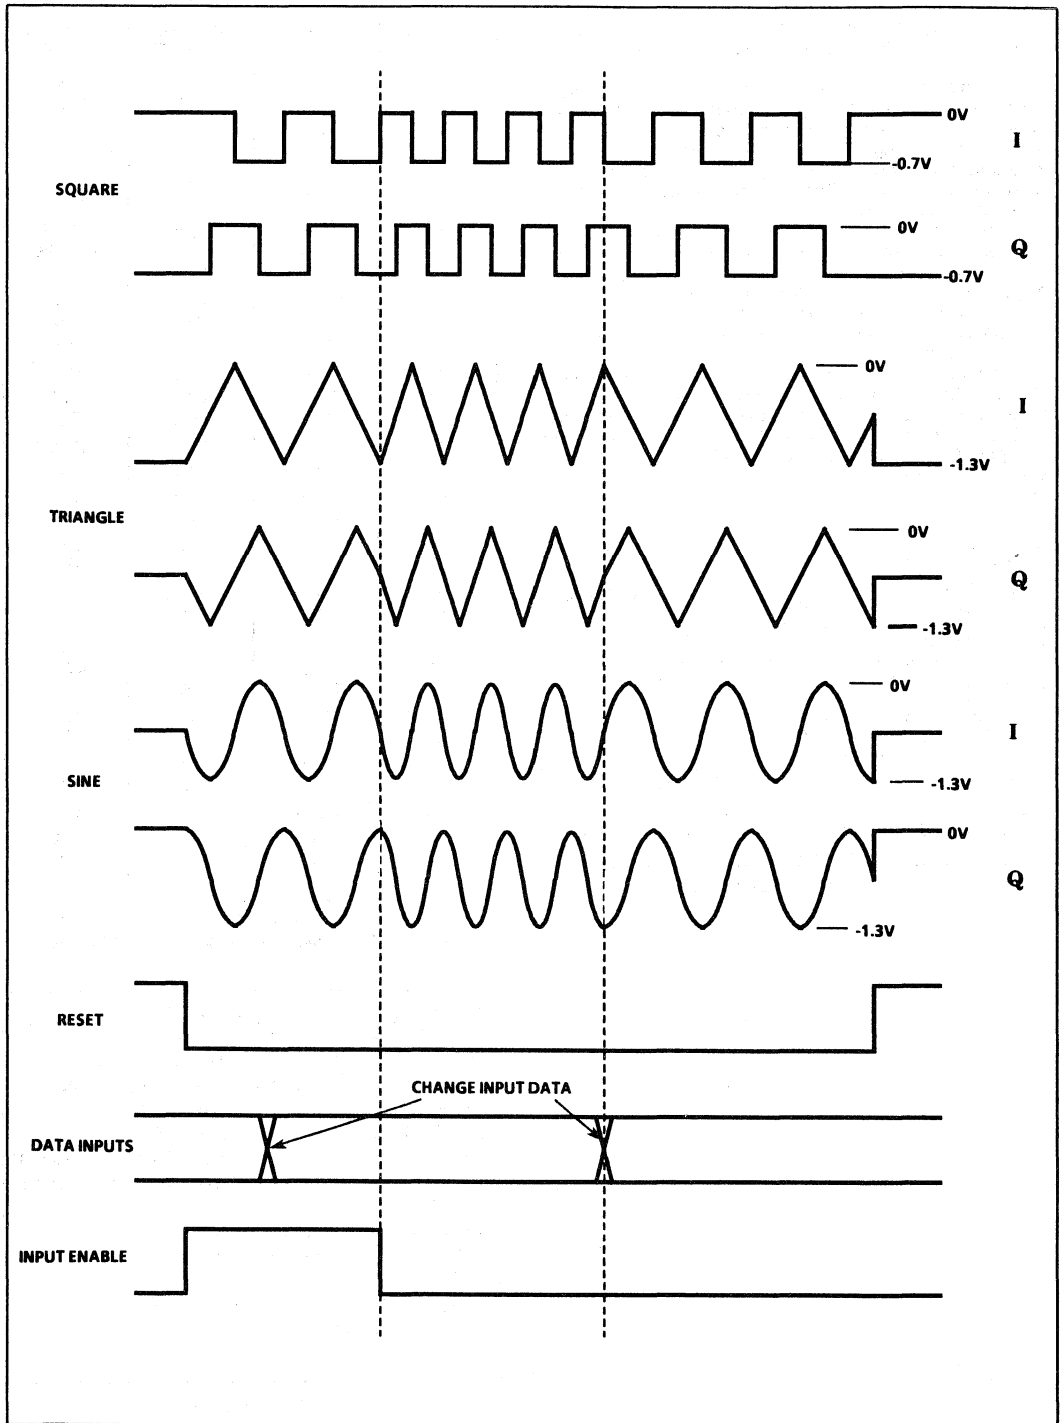 0V
I
-0.7V
SQUARE
0V
Q
-0.7V
0V
I
-1.3V
TRIANGLE
0V
Q
-1.3V
0V
I
SINE
-1.3V
0V
Q
-1.3V
RESET
CHANGE INPUT DATA
DATA INPUTS
INPUT ENABLE